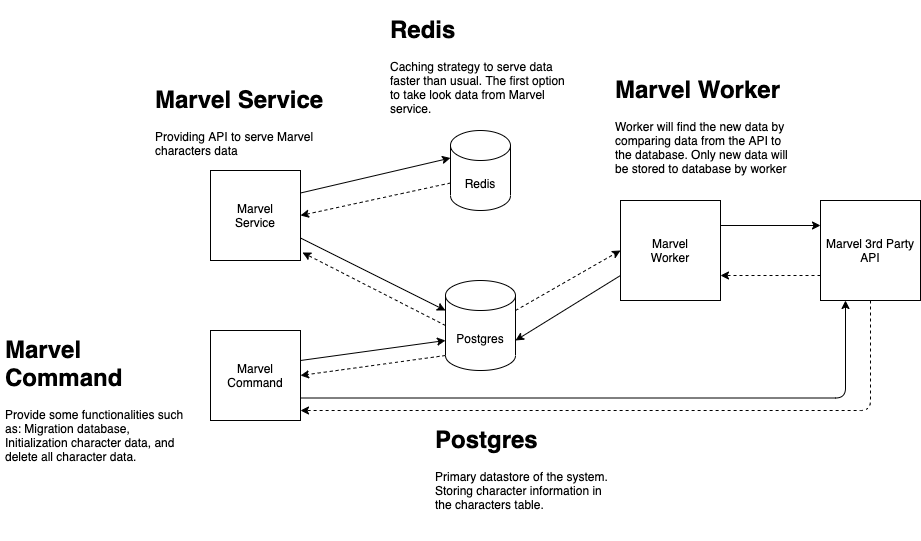 Redis
Caching strategy to serve data
faster than usual. The first option
to take look data from Marvel
service.
Marvel Service
Providing API to serve Marvel
characters data
Marvel Worker
Worker will find the new data by
comparing data from the API to
the database. Only new data will
be stored to database by worker
Redis
Marvel
Service
Marvel
Worker
Marvel 3rd Party
API
Postgres
Marvel
Command
Provide some functionalities such
as: Migration database,
Initialization character data, and
delete all character data.
Marvel
Command
Postgres
Primary datastore of the system.
Storing character information in
the characters table.